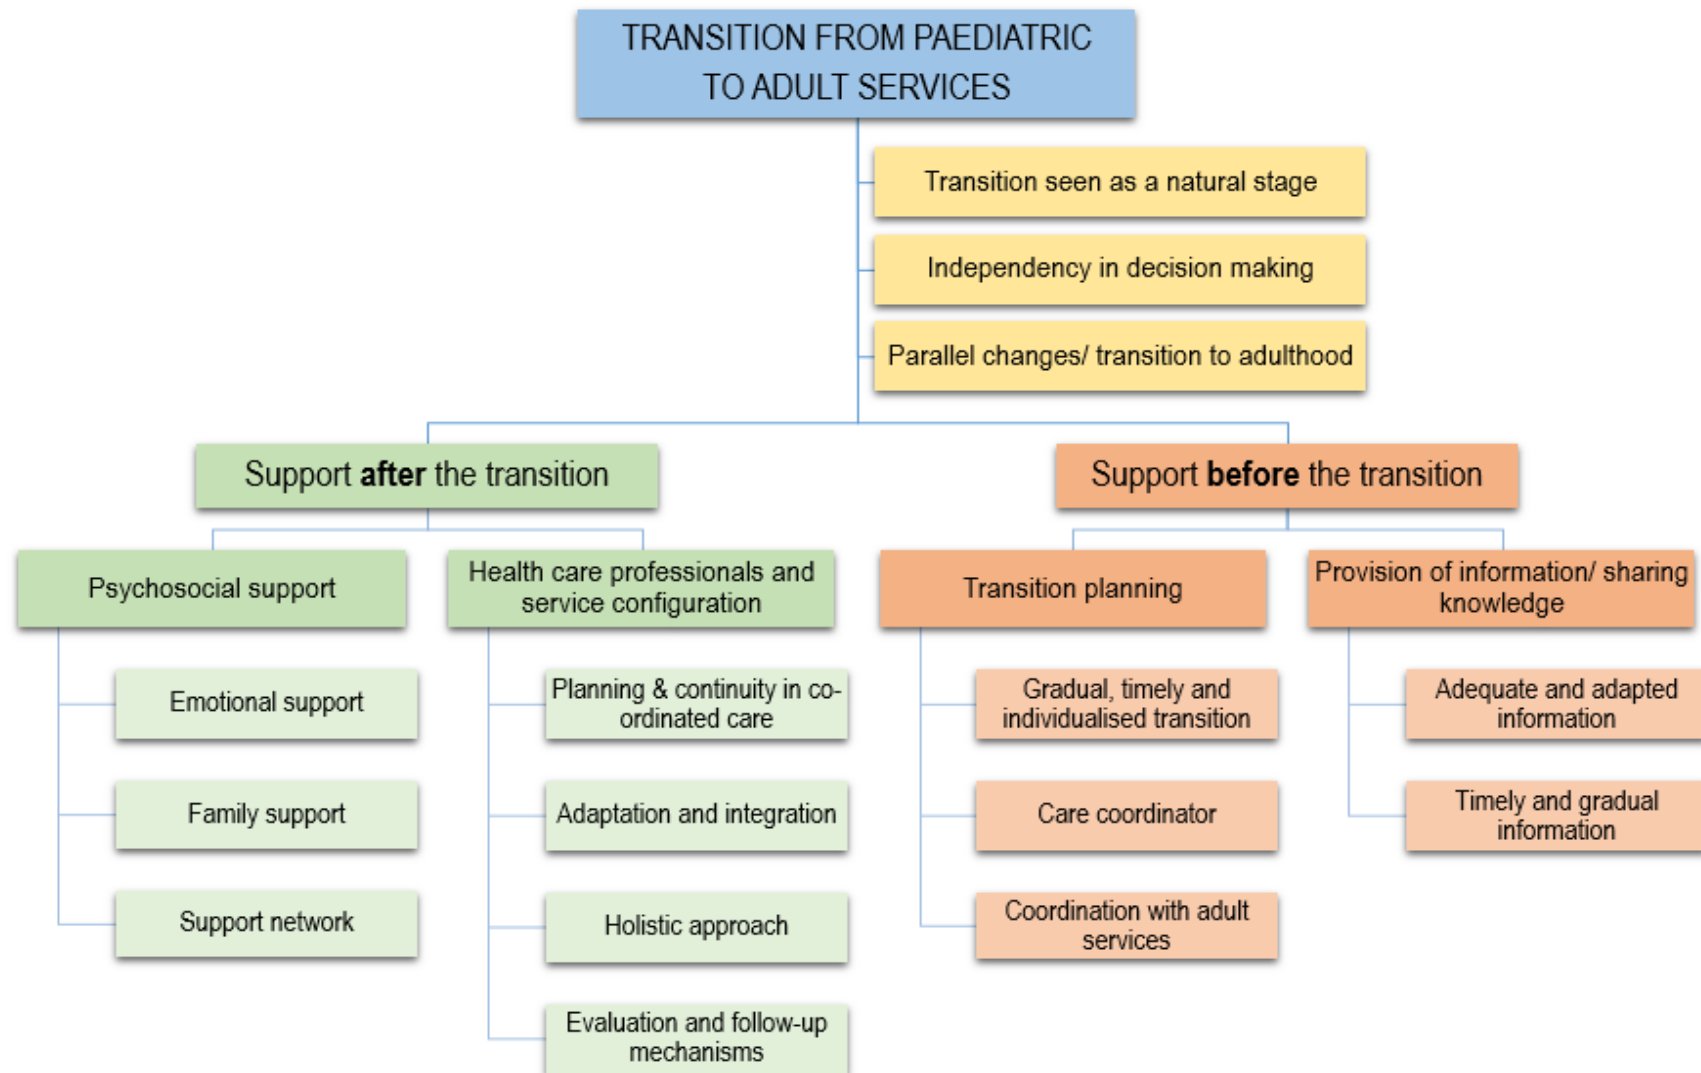 TRANSITION FROM PAEDIATRIC
TO ADULT SERVICES
Transition seen as a natural stage
Independency in decision making
Parallel changes/ transition to adulthood
Support after the transition
Support before the transition
Psychosocial support
Health care professionals and
service configuration
Transition planning
Provision of information/ sharing
knowledge
Emotional support
Family support
Support network
Planning & continuity in co-
ordinated care
Adaptation and integration
Holistic approach
Evaluation and follow-up
mechanisms
Gradual, timely and
individualised transition
Care coordinator
Coordination with adult
services
Adequate and adapted
information
Timely and gradual
information